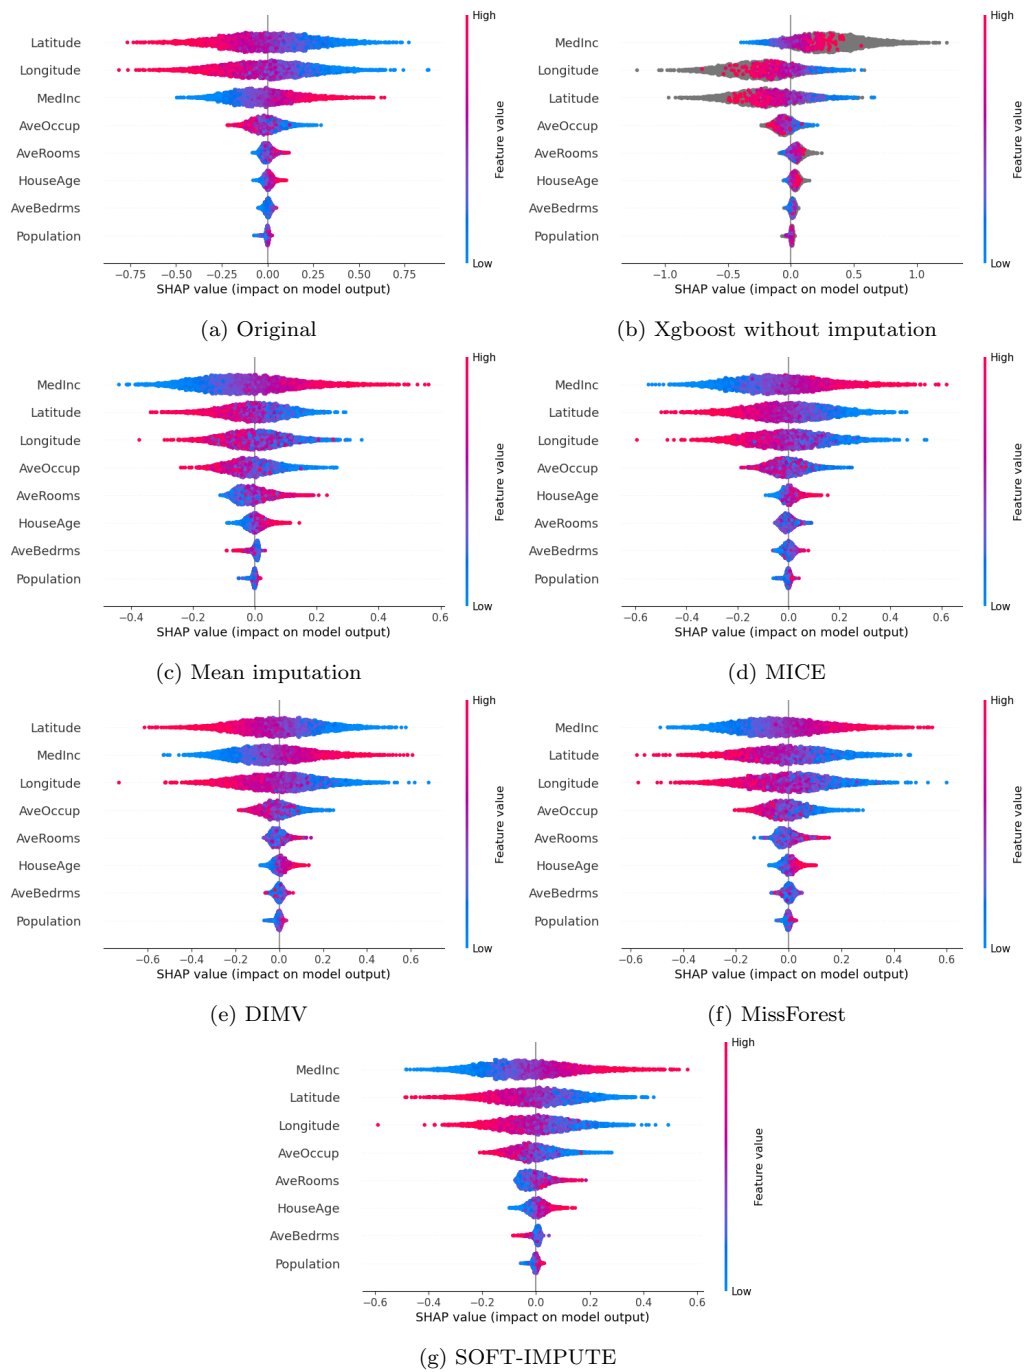 High
Latitude
Longitude
MedInc
AveOccup
AveRooms
HouseAge
AveBedrms
Population
Feature value
Low
−0.75 −0.50 −0.25 0.00 0.25 0.50 0.75
SHAP value (impact on model output)
(a) Original
High
MedInc
Longitude
Latitude
AveOccup
AveRooms
HouseAge
AveBedrms
Population
Feature value
Low
−1.0 −0.5 0.0 0.5 1.0
SHAP value (impact on model output)
(b) Xgboost without imputation
High
MedInc
Latitude
Longitude
AveOccup
AveRooms
HouseAge
AveBedrms
Population
Feature value
Low
−0.4 −0.2 0.0 0.2 0.4 0.6
SHAP value (impact on model output)
(c) Mean imputation
High
MedInc
Latitude
Longitude
AveOccup
HouseAge
AveRooms
AveBedrms
Population
Feature value
Low
−0.6 −0.4 −0.2 0.0 0.2 0.4 0.6
SHAP value (impact on model output)
(d) MICE
High
Latitude
MedInc
Longitude
AveOccup
AveRooms
HouseAge
AveBedrms
Population
Feature value
Low
−0.6 −0.4 −0.2 0.0 0.2 0.4 0.6
SHAP value (impact on model output)
(e) DIMV
High
MedInc
Latitude
Longitude
AveOccup
AveRooms
HouseAge
AveBedrms
Population
Feature value
Low
−0.6 −0.4 −0.2 0.0 0.2 0.4 0.6
SHAP value (impact on model output)
(f) MissForest
High
MedInc
Latitude
Longitude
AveOccup
AveRooms
HouseAge
AveBedrms
Population
Feature value
Low
−0.6 −0.4 −0.2 0.0 0.2 0.4 0.6
SHAP value (impact on model output)
(g) SOFT-IMPUTE